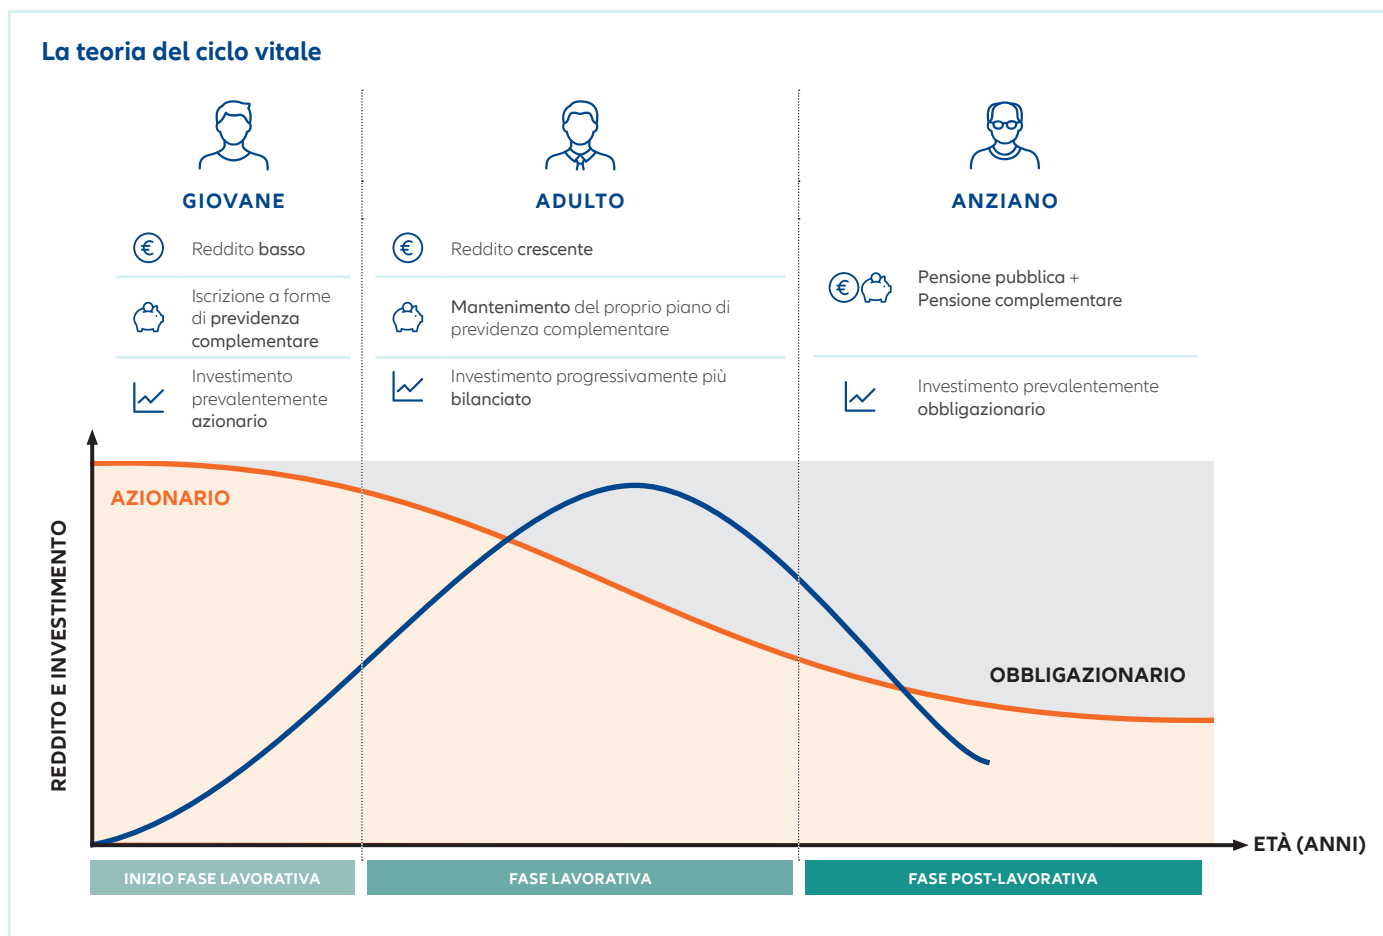 La teoria del ciclo vitale
GIOVANE
Reddito basso
Iscrizione a forme
di previdenza
complementare
Investimento
prevalentemente
azionario
ADULTO
Reddito crescente
Mantenimento del proprio piano di
previdenza complementare
Investimento progressivamente più
bilanciato
ANZIANO
Pensione pubblica +
Pensione complementare
Investimento prevalentemente
obbligazionario
REDDITO E INVESTIMENTO
AZIONARIO
OBBLIGAZIONARIO
ETÀ (ANNI)
INIZIO FASE LAVORATIVA
FASE LAVORATIVA
FASE POST-LAVORATIVA